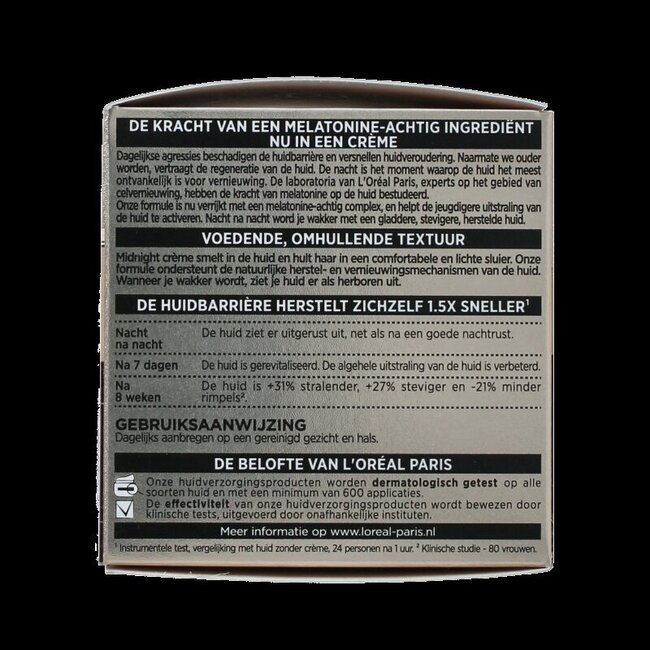 DE KRACHT VAN EEN MELATONINE-ACHTIG INGREDIËNT
NU IN EEN CRÈME
Dagelijkse agressies beschadigen de huidbarrière en versnellen huidveroudering. Naarmate we ouder
worden, vertraagt de regeneratie van de huid. De nacht is het moment waarop de huid het meest
ontvankelijk is voor vernieuwing. De laboratoria van L'Oréal Paris, experts op het gebied van
celvernieuwing, hebben de kracht van melatonine op de huid bestudeerd.
Onze formule is nu verrijkt met een melatonine-achtig complex, en helpt de jeugdigere uitstraling van
de huid te activeren. Nacht na nacht word je wakker met een gladdere, stevigere, herstelde huid.
VOEDENDE, OMHULLENDE TEXTUUR
Midnight crème smelt in de huid en hult haar in een comfortabele en lichte sluier. Onze
formule ondersteunt de natuurlijke herstel- en vernieuwingsmechanismen van de huid.
Wanneer je wakker wordt, ziet je huid er als herboren uit.
DE HUIDBARRIÈRE HERSTELT ZICHZELF 1.5X SNELLER¹
Nacht na nacht De huid ziet er uitgerust uit, net als na een goede nachtrust.
Na 7 dagen De huid is gerevitaliseerd. De algehele uitstraling van de huid is verbeterd.
Na 8 weken De huid is +31% stralender, +27% steviger en -21% minder
rimpels².
GEBRUIKSAANWIJZING
Dagelijks aanbrengen op een gereinigd gezicht en hals.
DE BELOFTE VAN L'ORÉAL PARIS
Onze huidverzorgingsproducten worden dermatologisch getest op alle
soorten huid en met een minimum van 600 applicaties.
De effectiviteit van onze huidverzorgingsproducten wordt bewezen door
klinische tests, uitgevoerd door onafhankelijke instituten.
Meer informatie op www.loreal-paris.nl
¹ Instrumentele test, vergelijking met huid zonder crème, 24 personen na 1 uur. ² Klinische studie - 80 vrouwen.